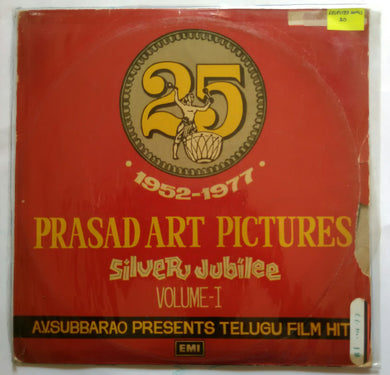 25
· 1952-1977 ·
PRASAD ART PICTURES
Silver Jubilee
VOLUME-I
A.V.SUBBARAO PRESENTS TELUGU FILM HIT
EMI